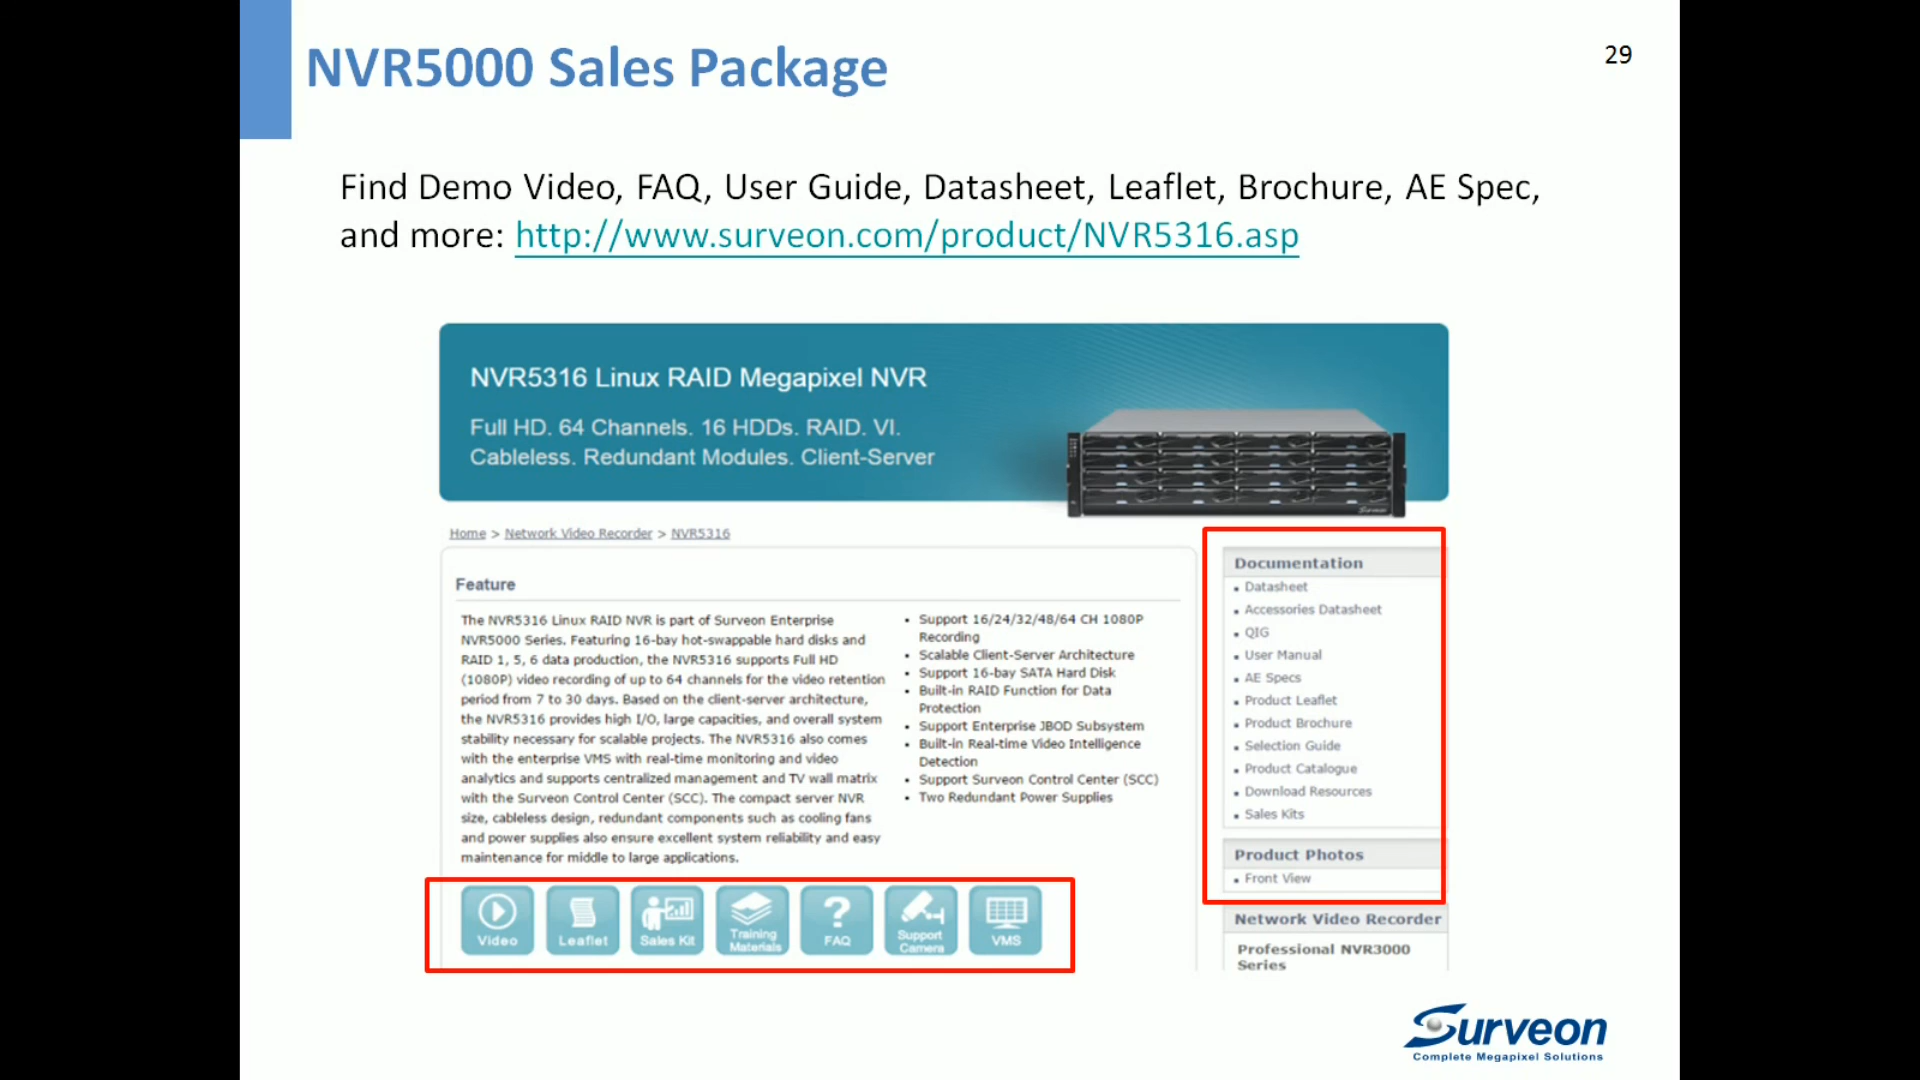 NVR5000 Sales Package
29
Find Demo Video, FAQ, User Guide, Datasheet, Leaflet, Brochure, AE Spec,
and more: http://www.surveon.com/product/NVR5316.asp
NVR5316 Linux RAID Megapixel NVR
Full HD. 64 Channels. 16 HDDs. RAID. VI.
Cableless. Redundant Modules. Client-Server
Surveon
Home > Network Video Recorder > NVR5316
Feature
The NVR5316 Linux RAID NVR is part of Surveon Enterprise
NVR5000 Series. Featuring 16-bay hot-swappable hard disks and
RAID 1, 5, 6 data production, the NVR5316 supports Full HD
(1080P) video recording of up to 64 channels for the video retention
period from 7 to 30 days. Based on the client-server architecture,
the NVR5316 provides high I/O, large capacities, and overall system
stability necessary for scalable projects. The NVR5316 also comes
with the enterprise VMS with real-time monitoring and video
analytics and supports centralized management and TV wall matrix
with the Surveon Control Center (SCC). The compact server NVR
size, cableless design, redundant components such as cooling fans
and power supplies also ensure excellent system reliability and easy
maintenance for middle to large applications.
• Support 16/24/32/48/64 CH 1080P
Recording
• Scalable Client-Server Architecture
• Support 16-bay SATA Hard Disk
• Built-in RAID Function for Data
Protection
• Support Enterprise JBOD Subsystem
• Built-in Real-time Video Intelligence
Detection
• Support Surveon Control Center (SCC)
• Two Redundant Power Supplies
Video
Leaflet
Sales Kit
Training
Materials
FAQ
Support
Camera
VMS
Documentation
Datasheet
Accessories Datasheet
QIG
User Manual
AE Specs
Product Leaflet
Product Brochure
Selection Guide
Product Catalogue
Download Resources
Sales Kits
Product Photos
Front View
Network Video Recorder
Professional NVR3000
Series
Surveon
Complete Megapixel Solutions